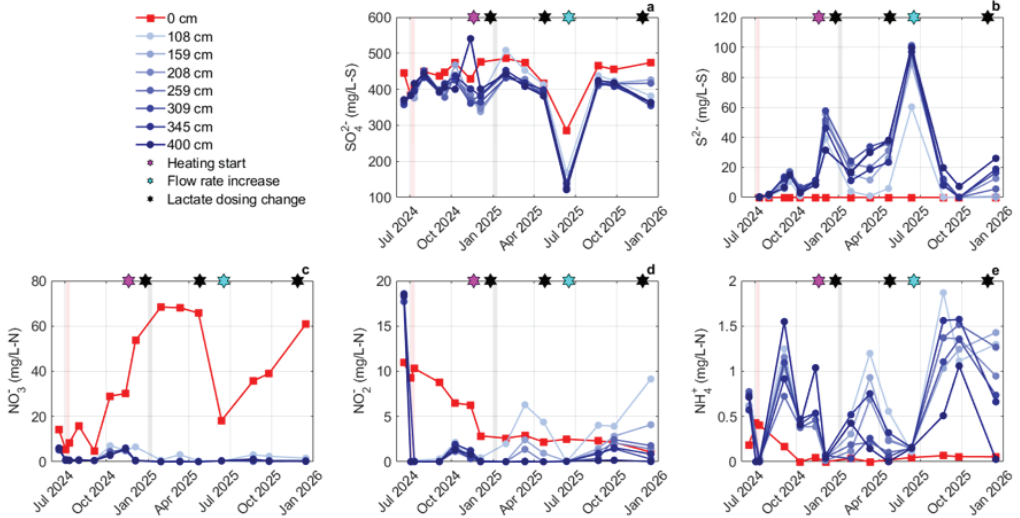 0 cm
108 cm
159 cm
208 cm
259 cm
309 cm
345 cm
400 cm
Heating start
Flow rate increase
Lactate dosing change
a
SO₄²⁻ (mg/L-S)
600
500
400
300
200
100
Jul 2024
Oct 2024
Jan 2025
Apr 2025
Jul 2025
Oct 2025
Jan 2026
b
S²⁻ (mg/L-S)
120
100
80
60
40
20
0
Jul 2024
Oct 2024
Jan 2025
Apr 2025
Jul 2025
Oct 2025
Jan 2026
c
NO₃⁻ (mg/L-N)
80
60
40
20
0
Jul 2024
Oct 2024
Jan 2025
Apr 2025
Jul 2025
Oct 2025
Jan 2026
d
NO₂⁻ (mg/L-N)
20
15
10
5
0
Jul 2024
Oct 2024
Jan 2025
Apr 2025
Jul 2025
Oct 2025
Jan 2026
e
NH₄⁺ (mg/L-N)
2
1.5
1
0.5
0
Jul 2024
Oct 2024
Jan 2025
Apr 2025
Jul 2025
Oct 2025
Jan 2026